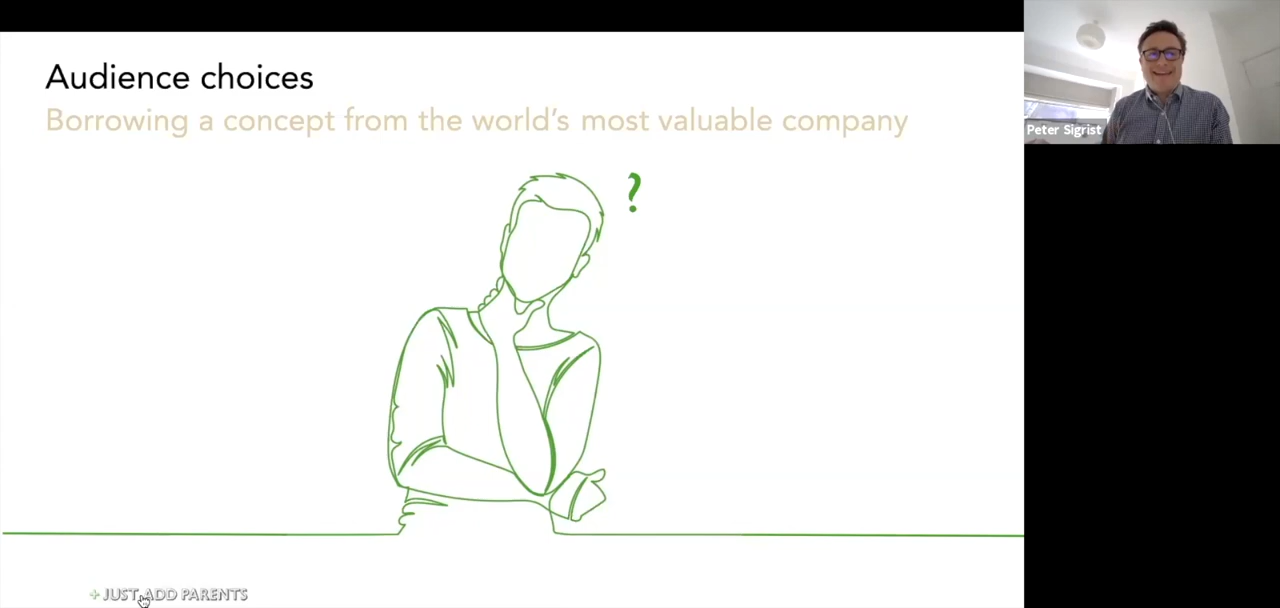 Audience choices
Borrowing a concept from the world's most valuable company
?
Peter Sigrist
+ JUST ADD PARENTS